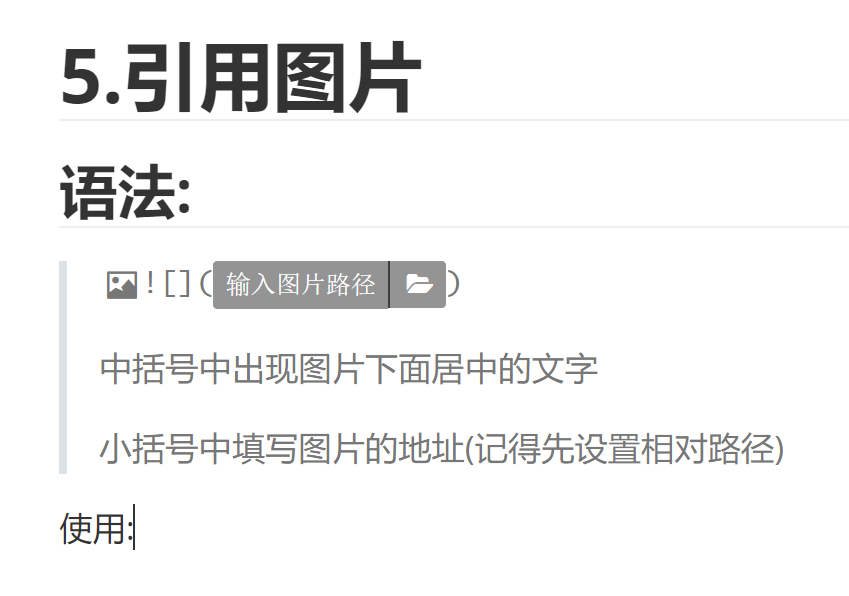 5.引用图片
语法:
![](输入图片路径)
中括号中出现图片下面居中的文字
小括号中填写图片的地址(记得先设置相对路径)
使用: